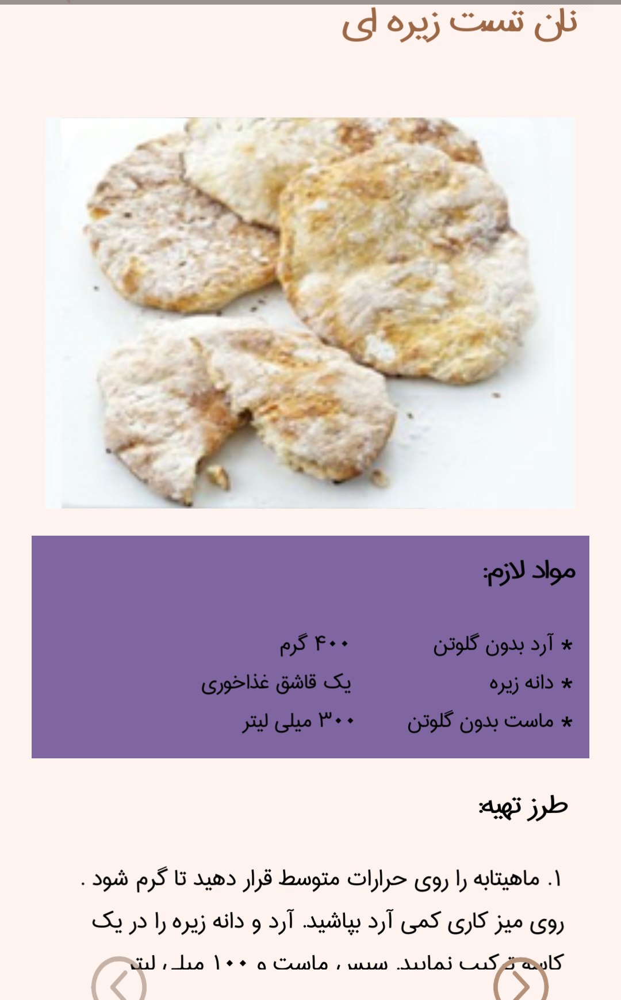 نان تست زیره ای
مواد لازم:
* آرد بدون گلوتن ۴۰۰ گرم
* دانه زیره یک قاشق غذاخوری
* ماست بدون گلوتن ۳۰۰ میلی لیتر
طرز تهیه:
۱. ماهیتابه را روی حرارات متوسط قرار دهید تا گرم شود .
روی میز کاری کمی آرد بپاشید. آرد و دانه زیره را در یک
کاسه ترکیب نمایید. سپس ماست و ۱۰۰ میلی لیتر